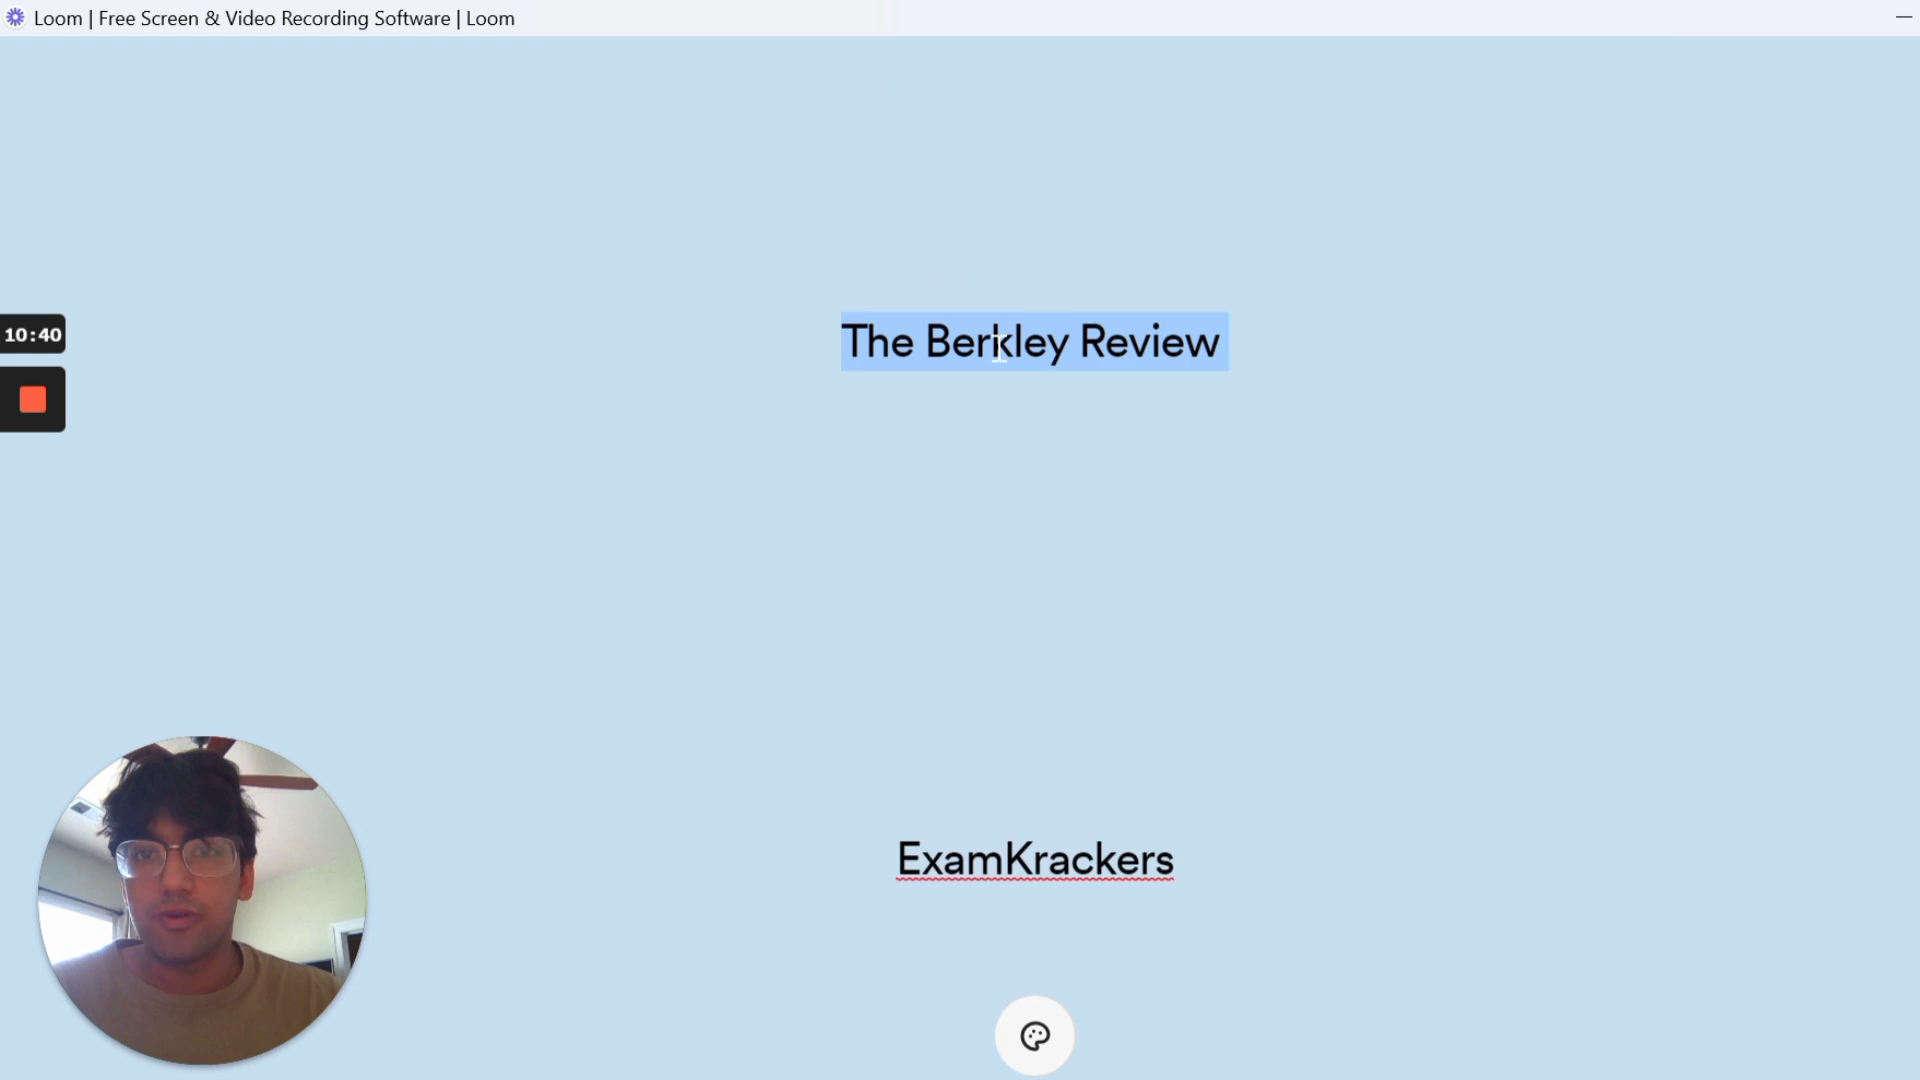 Loom | Free Screen & Video Recording Software | Loom
The Berkley Review
10:40
ExamKrackers